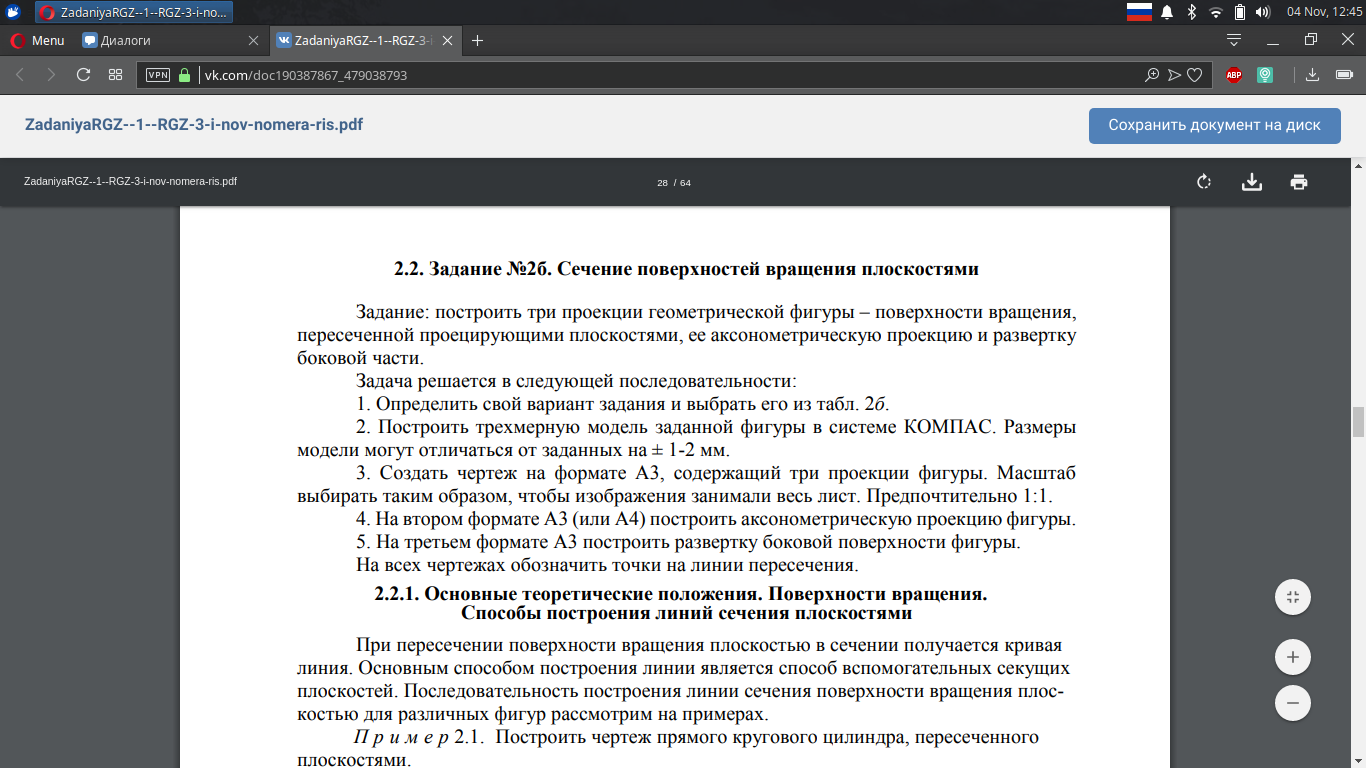 ZadaniyaRGZ--1--RGZ-3-i-no...
04 Nov, 12:45
Menu
Диалоги
ZadaniyaRGZ--1--RGZ-3-i
VPN
vk.com/doc190387867_479038793
ABP
ZadaniyaRGZ--1--RGZ-3-i-nov-nomera-ris.pdf
Сохранить документ на диск
ZadaniyaRGZ--1--RGZ-3-i-nov-nomera-ris.pdf
28 / 64
2.2. Задание №2б. Сечение поверхностей вращения плоскостями
Задание: построить три проекции геометрической фигуры – поверхности вращения,
пересеченной проецирующими плоскостями, ее аксонометрическую проекцию и развертку
боковой части.
Задача решается в следующей последовательности:
1. Определить свой вариант задания и выбрать его из табл. 2б.
2. Построить трехмерную модель заданной фигуры в системе КОМПАС. Размеры
модели могут отличаться от заданных на ± 1-2 мм.
3. Создать чертеж на формате А3, содержащий три проекции фигуры. Масштаб
выбирать таким образом, чтобы изображения занимали весь лист. Предпочтительно 1:1.
4. На втором формате А3 (или А4) построить аксонометрическую проекцию фигуры.
5. На третьем формате А3 построить развертку боковой поверхности фигуры.
На всех чертежах обозначить точки на линии пересечения.
2.2.1. Основные теоретические положения. Поверхности вращения.
Способы построения линий сечения плоскостями
При пересечении поверхности вращения плоскостью в сечении получается кривая
линия. Основным способом построения линии является способ вспомогательных секущих
плоскостей. Последовательность построения линии сечения поверхности вращения плос-
костью для различных фигур рассмотрим на примерах.
П р и м е р 2.1. Построить чертеж прямого кругового цилиндра, пересеченного
плоскостями.